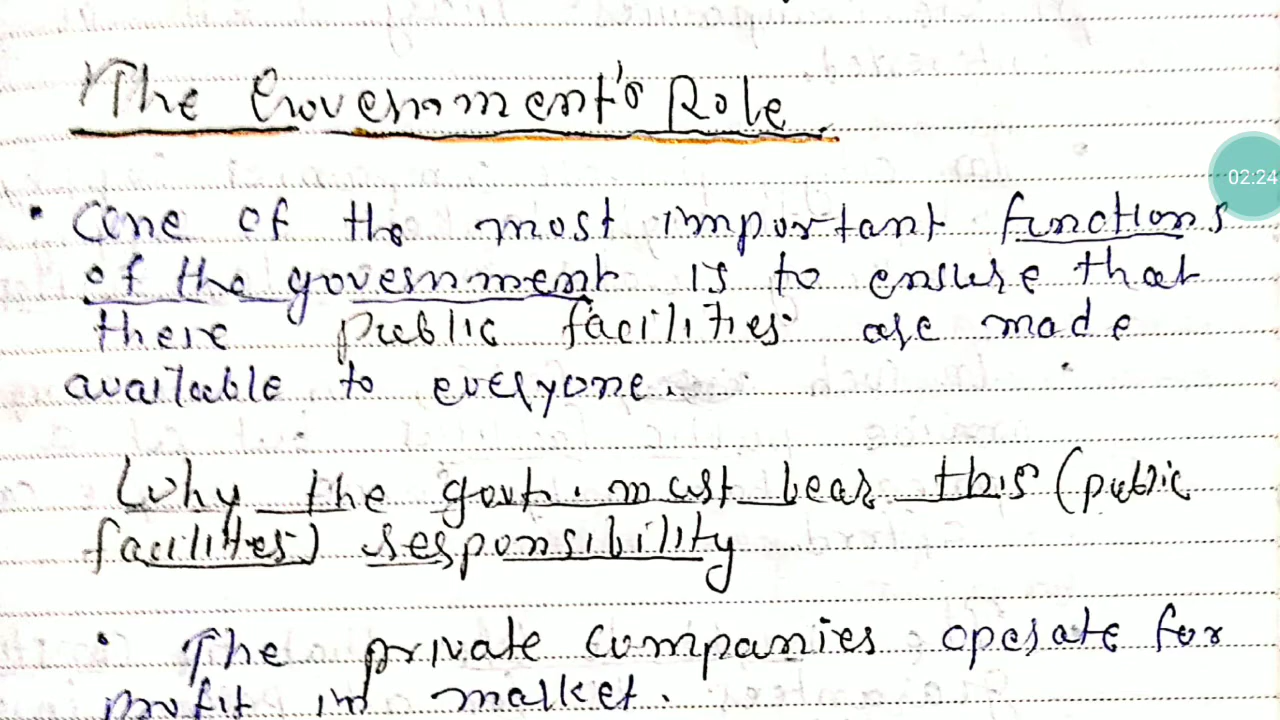 The Government's Role
02:24
• One of the most important functions
of the government is to ensure that
there public facilities are made
available to everyone.
Why the govt. must bear this (public
facilities) responsibility
• The private companies operate for
profit in market.